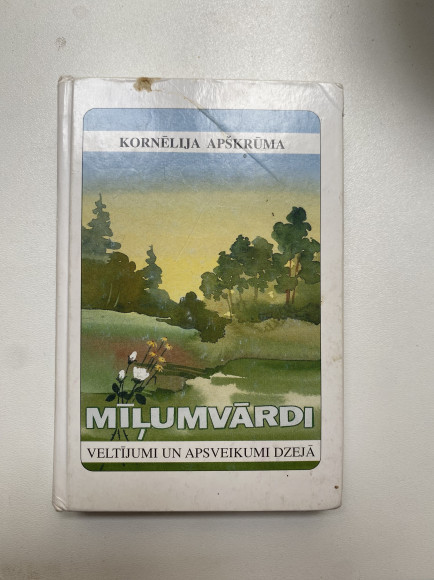 KORNĒLIJA APŠKRŪMA
MĪĻUMVĀRDI
VELTĪJUMI UN APSVEIKUMI DZEJĀ